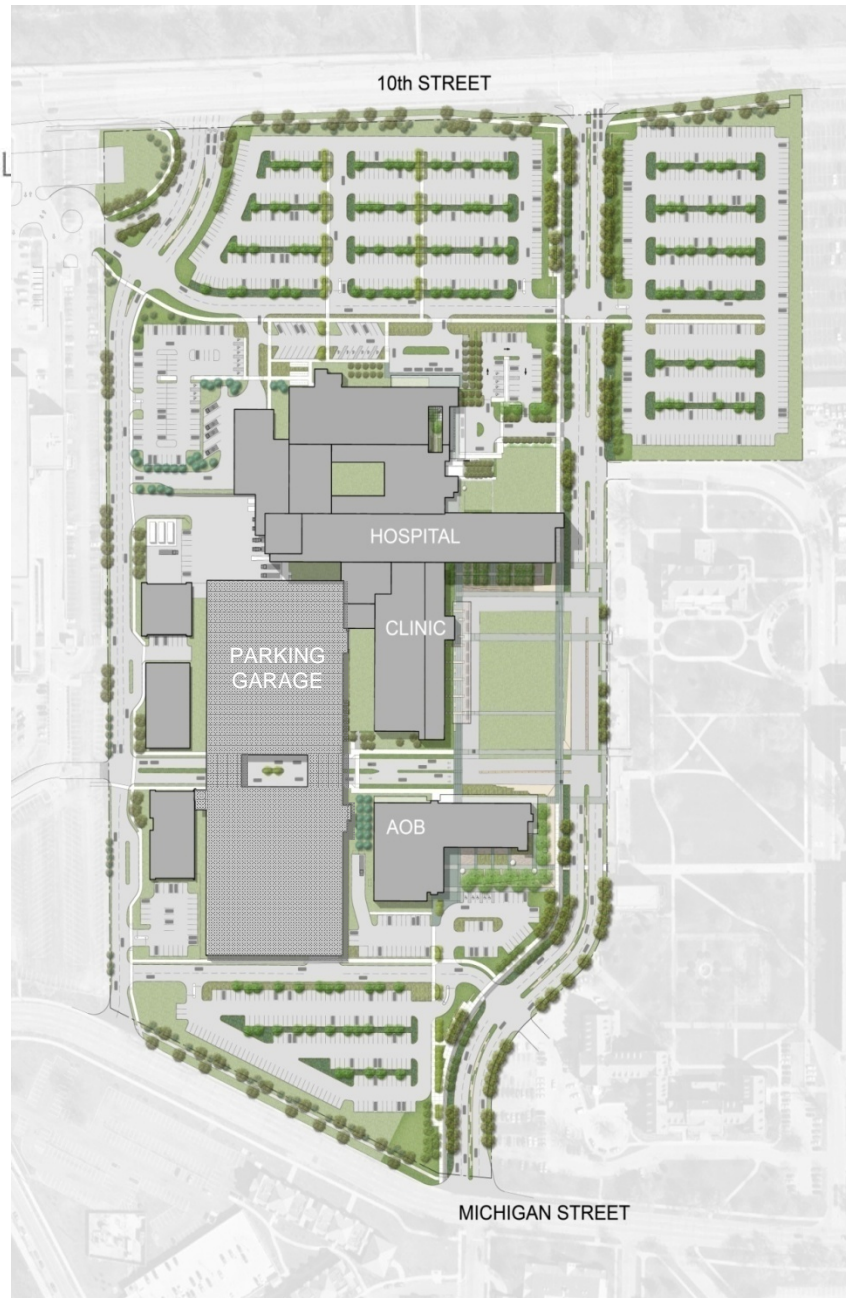 10th STREET
L
HOSPITAL
CLINIC
PARKING
GARAGE
AOB
MICHIGAN STREET